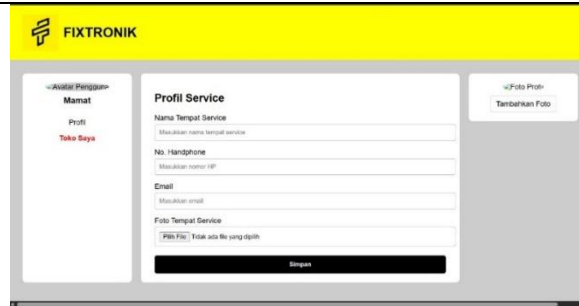 FIXTRONIK
Avatar Pengguna
Mamat
Profil
Toko Saya
Profil Service
Nama Tempat Service
Masukkan nama tempat service
No. Handphone
Masukkan nomor HP
Email
Masukkan email
Foto Tempat Service
Pilih File Tidak ada file yang dipilih
Simpan
Foto Profil
Tambahkan Foto